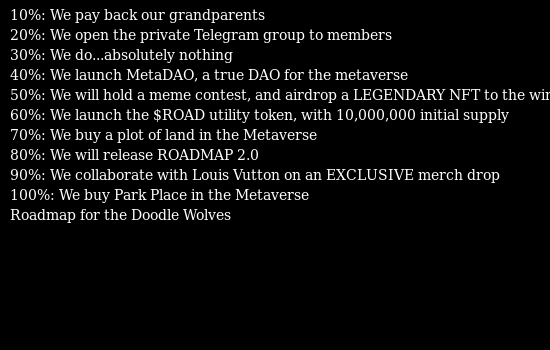 10%: We pay back our grandparents
20%: We open the private Telegram group to members
30%: We do...absolutely nothing
40%: We launch MetaDAO, a true DAO for the metaverse
50%: We will hold a meme contest, and airdrop a LEGENDARY NFT to the
60%: We launch the $ROAD utility token, with 10,000,000 initial supply
70%: We buy a plot of land in the Metaverse
80%: We will release ROADMAP 2.0
90%: We collaborate with Louis Vutton on an EXCLUSIVE merch drop
100%: We buy Park Place in the Metaverse
Roadmap for the Doodle Wolves